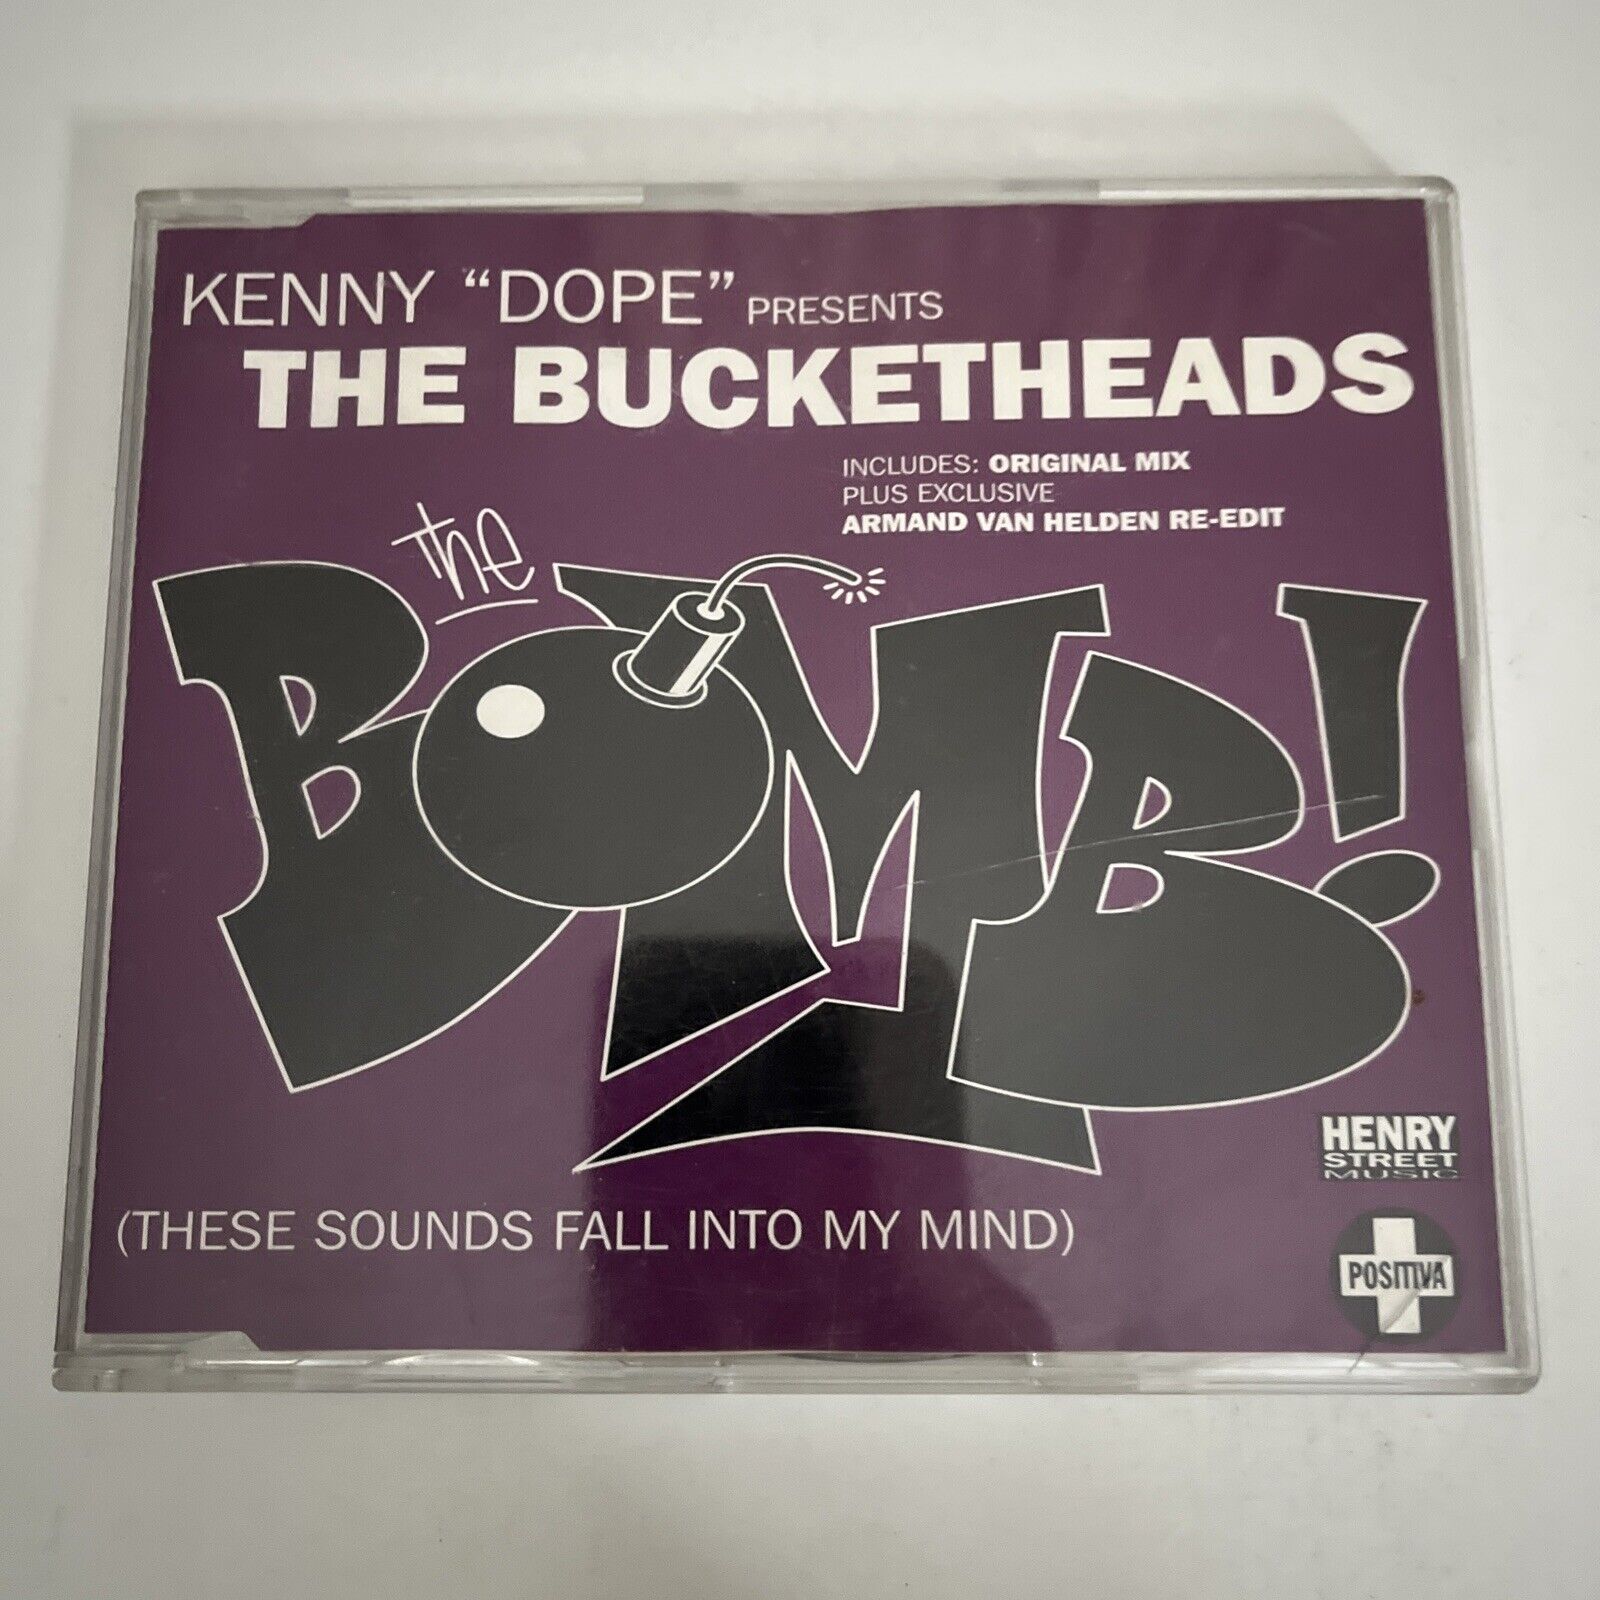 KENNY “DOPE” PRESENTS
THE BUCKETHEADS
INCLUDES: ORIGINAL MIX
PLUS EXCLUSIVE
ARMAND VAN HELDEN RE-EDIT
the
BOMB!
(THESE SOUNDS FALL INTO MY MIND)
HENRY
STREET
MUSIC
POSITIVA